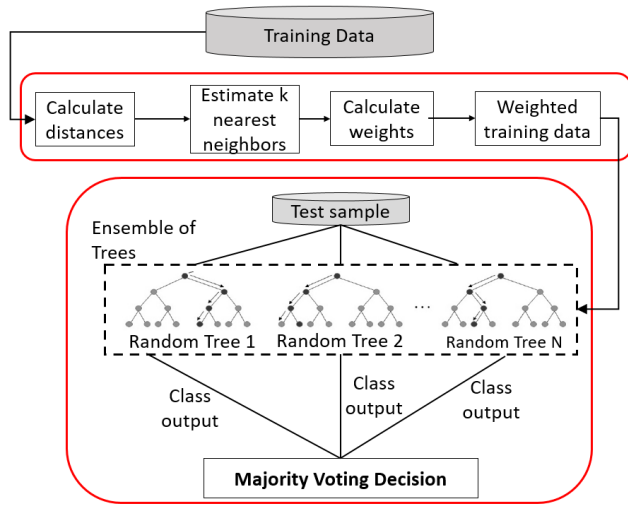 Training Data
Calculate
distances
Estimate k
nearest
neighbors
Calculate
weights
Weighted
training data
Test sample
Ensemble of
Trees
...
Random Tree 1
Random Tree 2
Random Tree N
Class
output
Class
output
Class
output
Majority Voting Decision